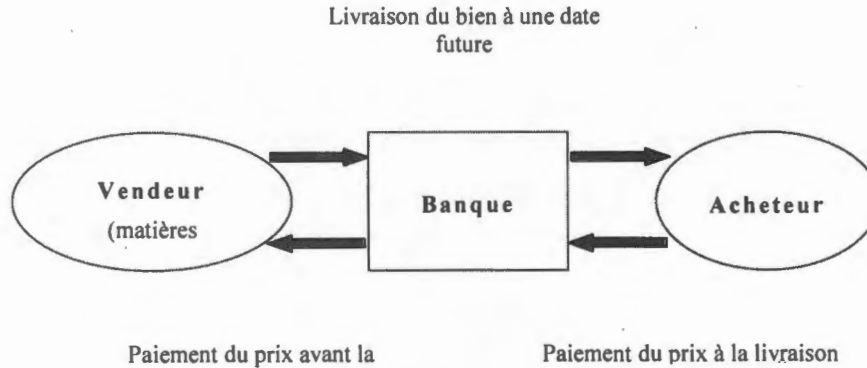 Livraison du bien à une date
future
Vendeur
(matières
Banque
Acheteur
Paiement du prix avant la
Paiement du prix à la livraison